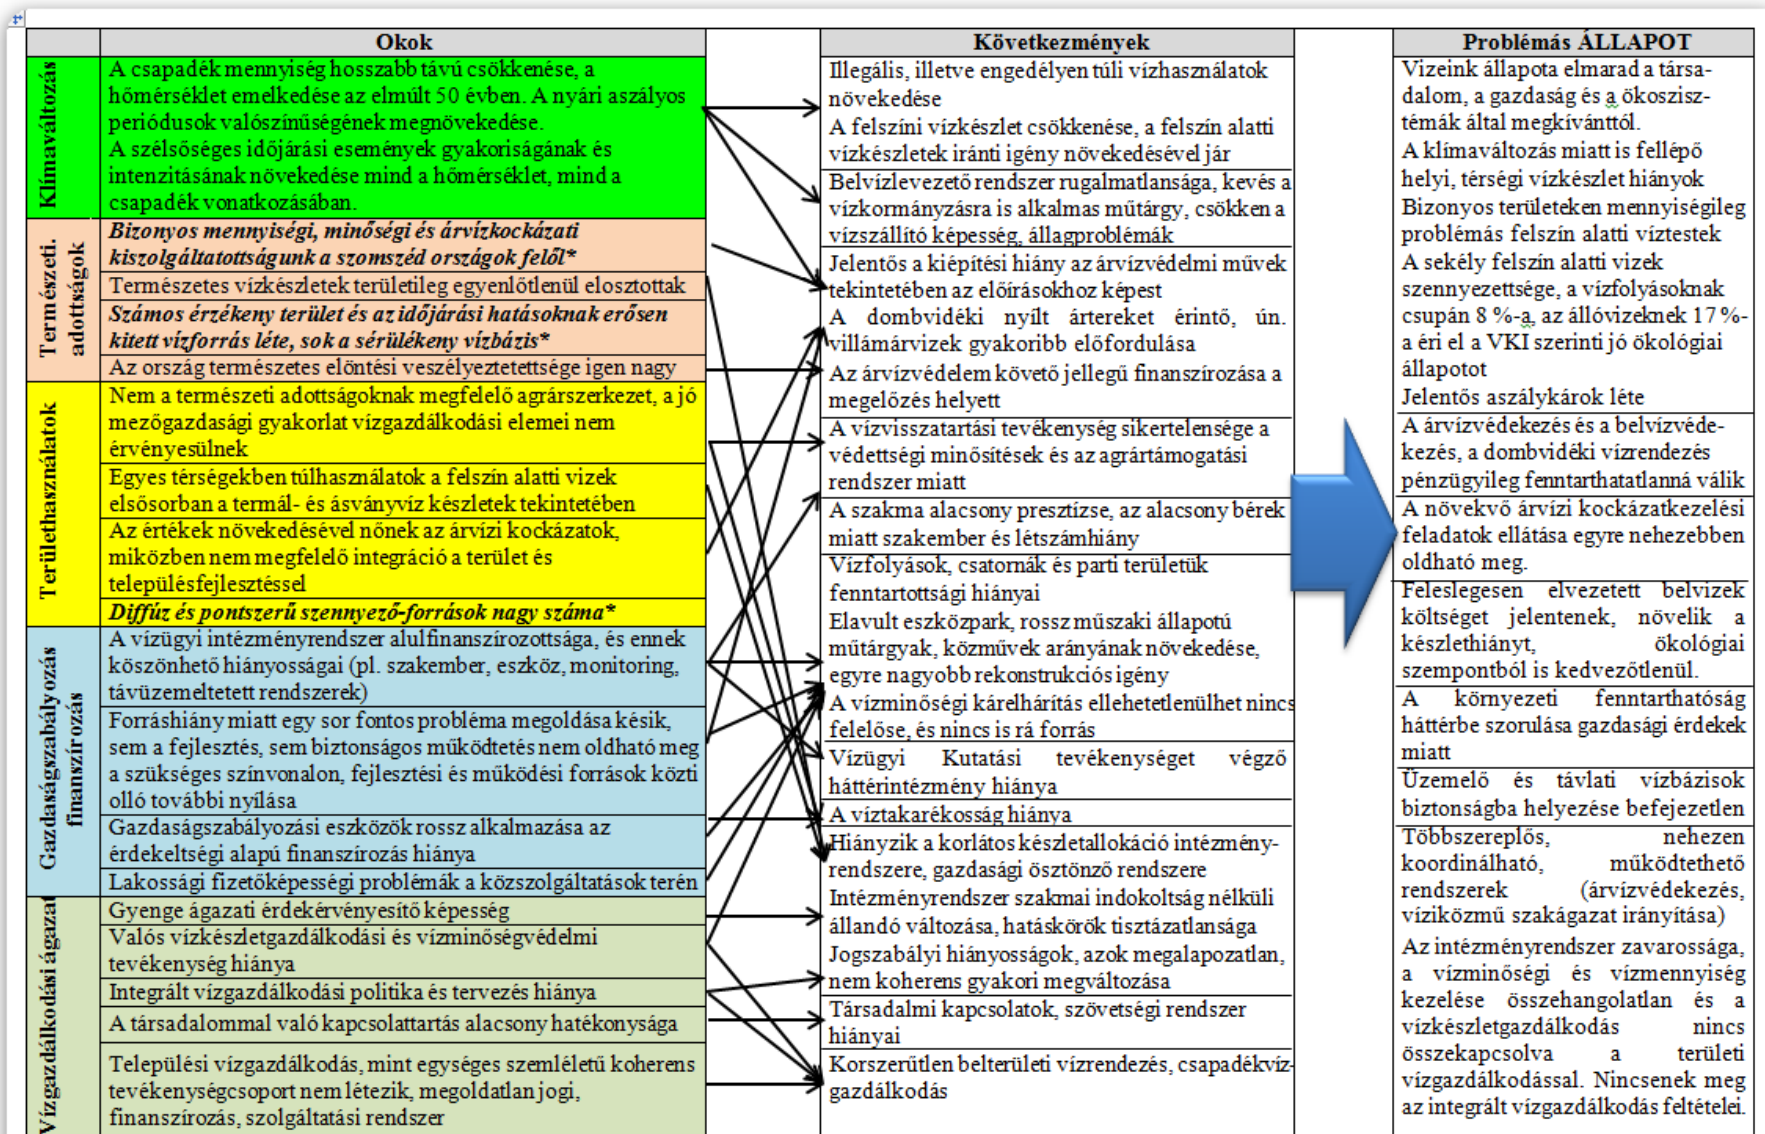 Okok
Klímaváltozás
A csapadék mennyiség hosszabb távú csökkenése, a
hőmérséklet emelkedése az elmúlt 50 évben. A nyári aszályos
periódusok valószínűségének megnövekedése.
A szélsőséges időjárási események gyakoriságának és
intenzitásának növekedése mind a hőmérséklet, mind a
csapadék vonatkozásában.
Természeti.
adottságok
Bizonyos mennyiségi, minőségi és árvízkockázati
kiszolgáltatottságunk a szomszéd országok felől*
Természetes vízkészletek területileg egyenlőtlenül elosztottak
Számos érzékeny terület és az időjárási hatásoknak erősen
kitett vízforrás léte, sok a sérülékeny vízbázis*
Az ország természetes elöntési veszélyeztetettsége igen nagy
Területhasználatok
Nem a természeti adottságoknak megfelelő agrárszerkezet, a jó
mezőgazdasági gyakorlat vízgazdálkodási elemei nem
érvényesülnek
Egyes térségekben túlhasználatok a felszín alatti vizek
elsősorban a termál- és ásványvíz készletek tekintetében
Az értékek növekedésével nőnek az árvízi kockázatok,
miközben nem megfelelő integráció a terület és
településfejlesztéssel
Diffúz és pontszerű szennyező-források nagy száma*
Gazdaságszabályozás
finanszírozás
A vízügyi intézményrendszer alulfinanszírozottsága, és ennek
köszönhető hiányosságai (pl. szakember, eszköz, monitoring,
távüzemeltetett rendszerek)
Forráshiány miatt egy sor fontos probléma megoldása késik,
sem a fejlesztés, sem biztonságos működtetés nem oldható meg
a szükséges színvonalon, fejlesztési és működési források közti
olló további nyílása
Gazdaságszabályozási eszközök rossz alkalmazása az
érdekeltségi alapú finanszírozás hiánya
Lakossági fizetőképességi problémák a közszolgáltatások terén
Vízgazdálkodási ágazat
Gyenge ágazati érdekérvényesítő képesség
Valós vízkészletgazdálkodási és vízminőségvédelmi
tevékenység hiánya
Integrált vízgazdálkodási politika és tervezés hiánya
A társadalommal való kapcsolattartás alacsony hatékonysága
Települési vízgazdálkodás, mint egységes szemléletű koherens
tevékenységcsoport nem létezik, megoldatlan jogi,
finanszírozás, szolgáltatási rendszer
Következmények
Illegális, illetve engedélyen túli vízhasználatok
növekedése
A felszíni vízkészlet csökkenése, a felszín alatti
vízkészletek iránti igény növekedésével jár
Belvízlevezető rendszer rugalmatlansága, kevés a
vízkormányzásra is alkalmas műtárgy, csökken a
vízszállító képesség, állagproblémák
Jelentős a kiépítési hiány az árvízvédelmi művek
tekintetében az előírásokhoz képest
A dombvidéki nyílt ártereket érintő, ún.
villámárvizek gyakoribb előfordulása
Az árvízvédelem követő jellegű finanszírozása a
megelőzés helyett
A vízvisszatartási tevékenység sikertelensége a
védettségi minősítések és az agrártámogatási
rendszer miatt
A szakma alacsony presztízse, az alacsony bérek
miatt szakember és létszámhiány
Vízfolyások, csatornák és parti területük
fenntartottsági hiányai
Elavult eszközpark, rossz műszaki állapotú
műtárgyak, közművek arányának növekedése,
egyre nagyobb rekonstrukciós igény
A vízminőségi kárelhárítás ellehetetlenülhet nincs
felelőse, és nincs is rá forrás
Vízügyi Kutatási tevékenységet végző
háttérintézmény hiánya
A víztakarékosság hiánya
Hiányzik a korlátos készletallokáció intézmény-
rendszere, gazdasági ösztönző rendszere
Intézményrendszer szakmai indokoltság nélküli
állandó változása, hatáskörök tisztázatlansága
Jogszabályi hiányosságok, azok megalapozatlan,
nem koherens gyakori megváltozása
Társadalmi kapcsolatok, szövetségi rendszer
hiányai
Korszerűtlen belterületi vízrendezés, csapadékvíz-
gazdálkodás
Problémás ÁLLAPOT
Vizeink állapota elmarad a társa-
dalom, a gazdaság és a ökoszisz-
témák által megkívánttól.
A klímaváltozás miatt is fellépő
helyi, térségi vízkészlet hiányok
Bizonyos területeken mennyiségileg
problémás felszín alatti víztestek
A sekély felszín alatti vizek
szennyezettsége, a vízfolyásoknak
csupán 8 %-a, az állóvizeknek 17 %-
a éri el a VKI szerinti jó ökológiai
állapotot
Jelentős aszálykárok léte
A árvízvédekezés és a belvízvéde-
kezés, a dombvidéki vízrendezés
pénzügyileg fenntarthatatlanná válik
A növekvő árvízi kockázatkezelési
feladatok ellátása egyre nehezebben
oldható meg.
Feleslegesen elvezetett belvizek
költséget jelentenek, növelik a
készlethiányt, ökológiai
szempontból is kedvezőtlenül.
A környezeti fenntarthatóság
háttérbe szorulása gazdasági érdekek
miatt
Üzemelő és távlati vízbázisok
biztonságba helyezése befejezetlen
Többszereplős, nehezen
koordinálható, működtethető
rendszerek (árvízvédekezés,
víziközmű szakágazat irányítása)
Az intézményrendszer zavarossága,
a vízminőségi és vízmennyiség
kezelése összehangolatlan és a
vízkészletgazdálkodás nincs
összekapcsolva a területi
vízgazdálkodással. Nincsenek meg
az integrált vízgazdálkodás feltételei.